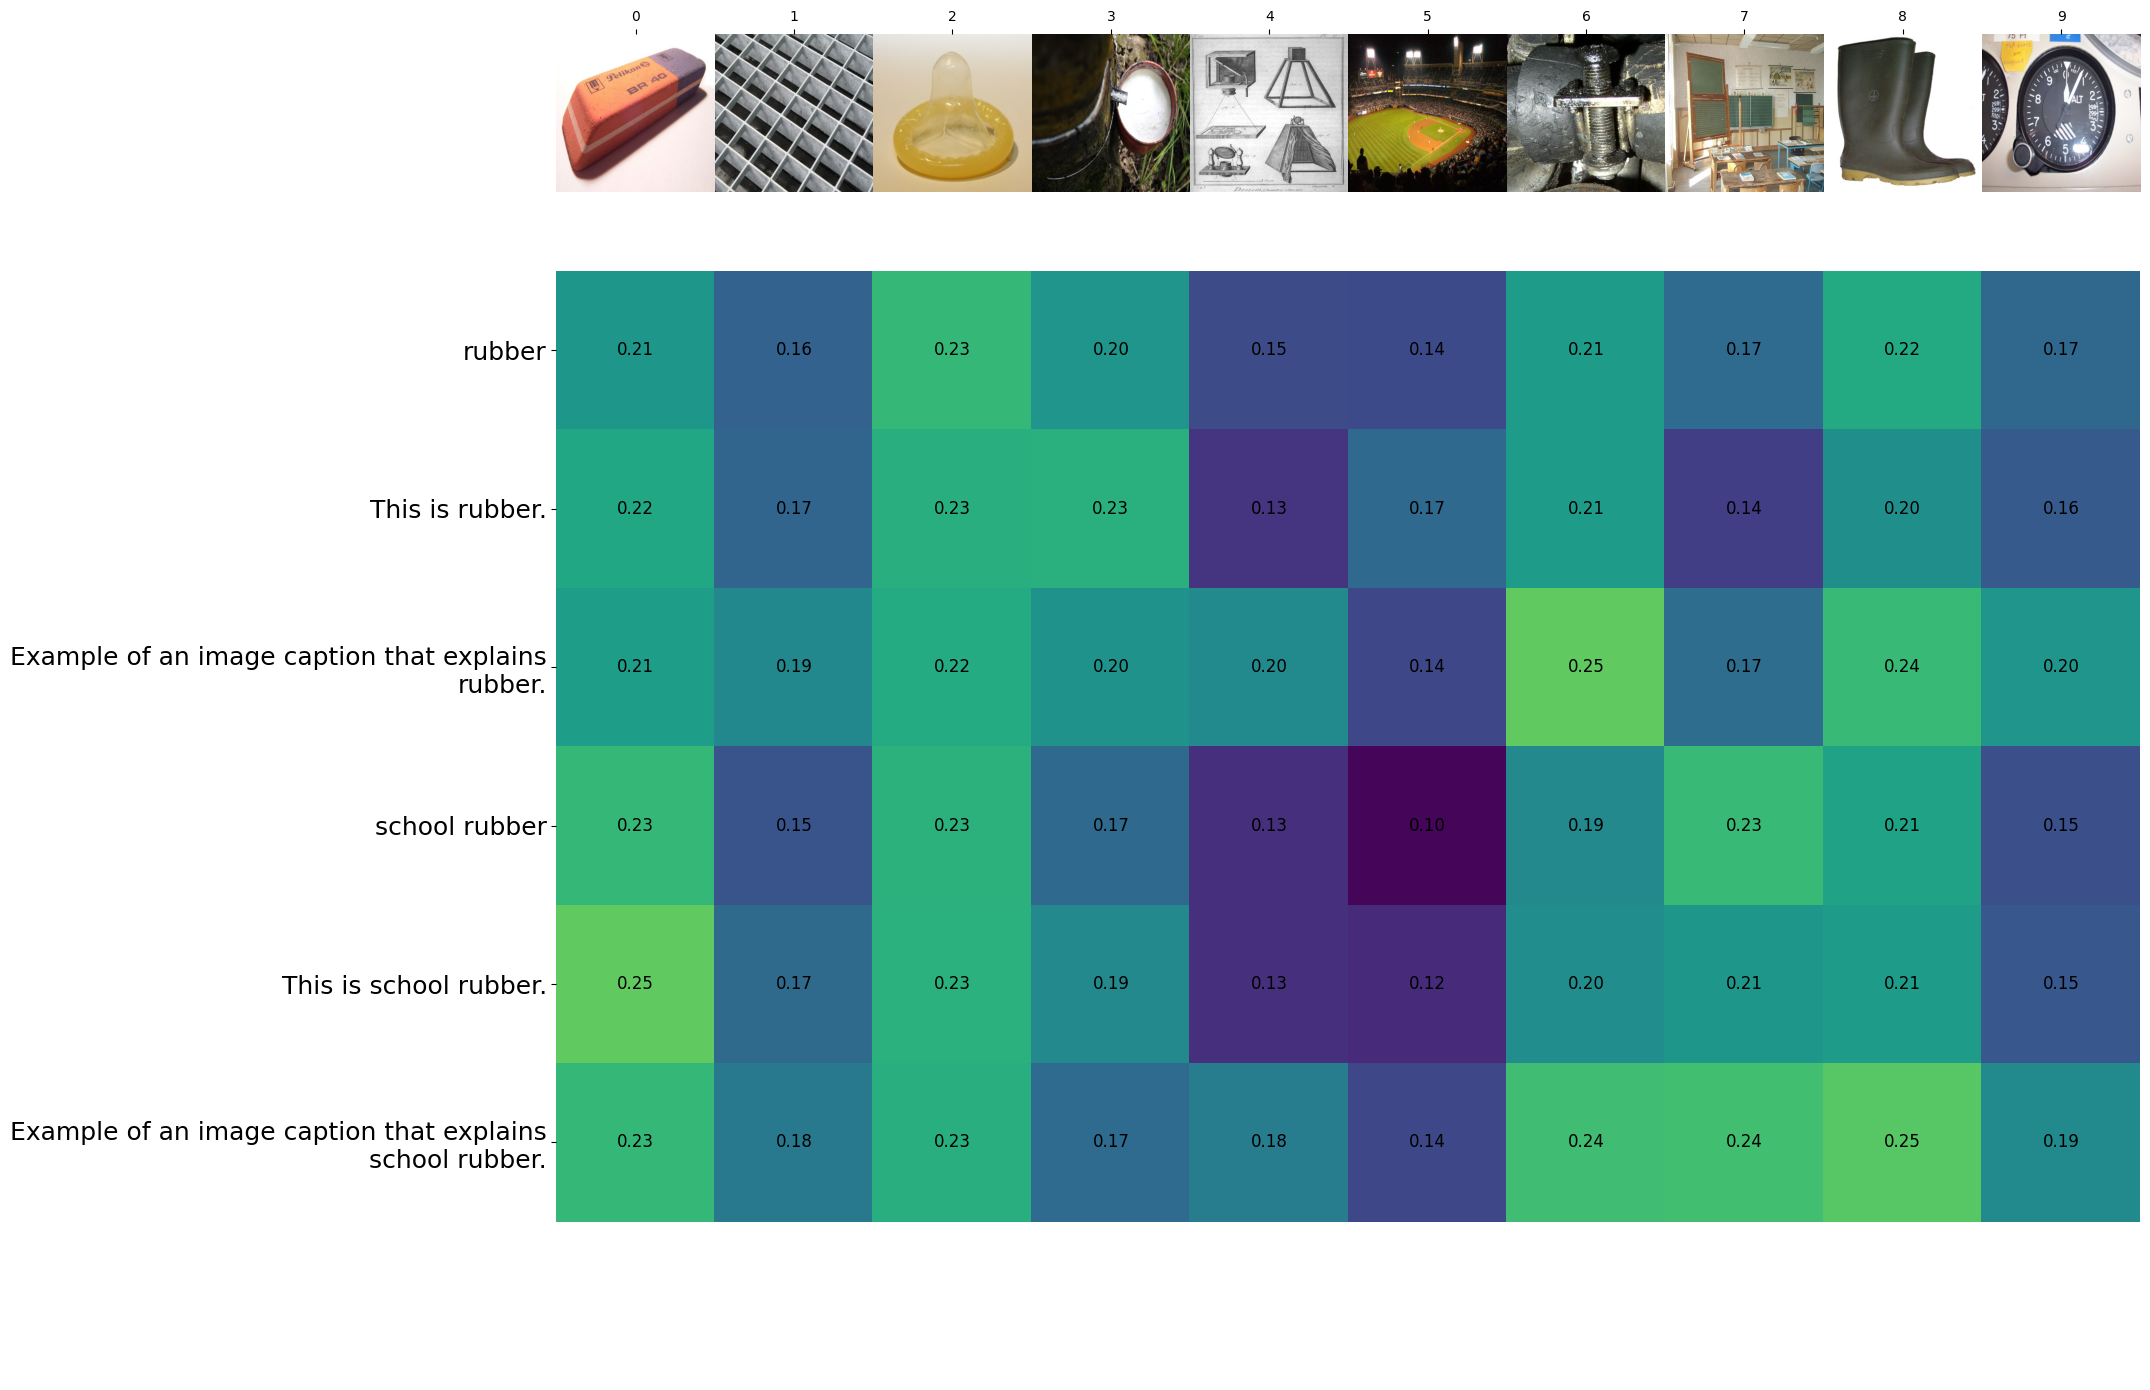 0 1 2 3 4 5 6 7 8 9
Pelikan
BR 40
ALT
rubber 0.21 0.16 0.23 0.20 0.15 0.14 0.21 0.17 0.22 0.17
This is rubber. 0.22 0.17 0.23 0.23 0.13 0.17 0.21 0.14 0.20 0.16
Example of an image caption that explains
rubber. 0.21 0.19 0.22 0.20 0.20 0.14 0.25 0.17 0.24 0.20
school rubber 0.23 0.15 0.23 0.17 0.13 0.10 0.19 0.23 0.21 0.15
This is school rubber. 0.25 0.17 0.23 0.19 0.13 0.12 0.20 0.21 0.21 0.15
Example of an image caption that explains
school rubber. 0.23 0.18 0.23 0.17 0.18 0.14 0.24 0.24 0.25 0.19